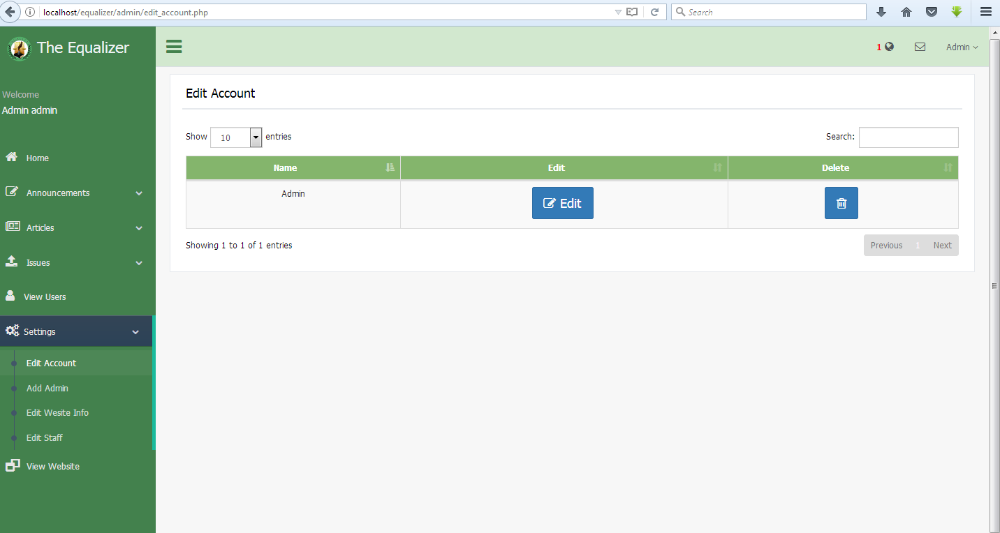 localhost/equalizer/admin/edit_account.php
Search
The Equalizer
1
Admin
Welcome
Admin admin
Home
Announcements
Articles
Issues
View Users
Settings
Edit Account
Add Admin
Edit Wesite Info
Edit Staff
View Website
Edit Account
Show 10 entries
Search:
Name Edit Delete
Admin Edit
Showing 1 to 1 of 1 entries
Previous 1 Next